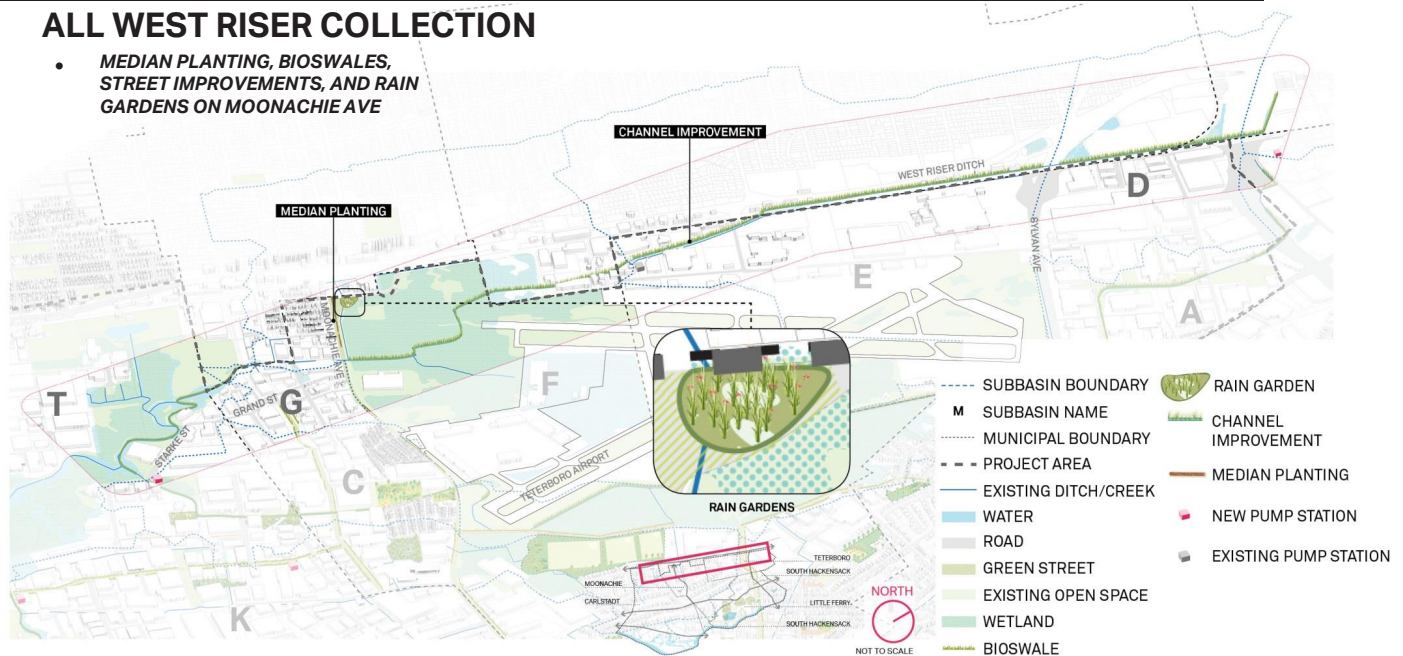 ALL WEST RISER COLLECTION
• MEDIAN PLANTING, BIOSWALES,
STREET IMPROVEMENTS, AND RAIN
GARDENS ON MOONACHIE AVE
CHANNEL IMPROVEMENT
MEDIAN PLANTING
WEST RISER DITCH
D
SYLVAN AVE
E
A
MOONACHIE AVE
T
GRAND ST
G
F
STARKE ST
C
TETERBORO AIRPORT
K
RAIN GARDENS
TETERBORO
SOUTH HACKENSACK
MOONACHIE
CARLSTADT
LITTLE FERRY
SOUTH HACKENSACK
NORTH
NOT TO SCALE
SUBBASIN BOUNDARY
M SUBBASIN NAME
MUNICIPAL BOUNDARY
PROJECT AREA
EXISTING DITCH/CREEK
WATER
ROAD
GREEN STREET
EXISTING OPEN SPACE
WETLAND
BIOSWALE
RAIN GARDEN
CHANNEL
IMPROVEMENT
MEDIAN PLANTING
NEW PUMP STATION
EXISTING PUMP STATION